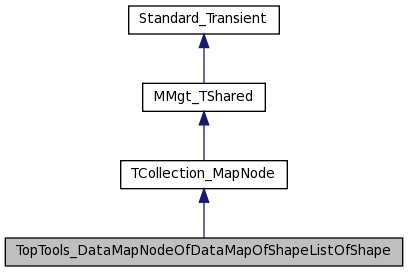 Standard_Transient
MMgt_TShared
TCollection_MapNode
TopTools_DataMapNodeOfDataMapOfShapeListOfShape